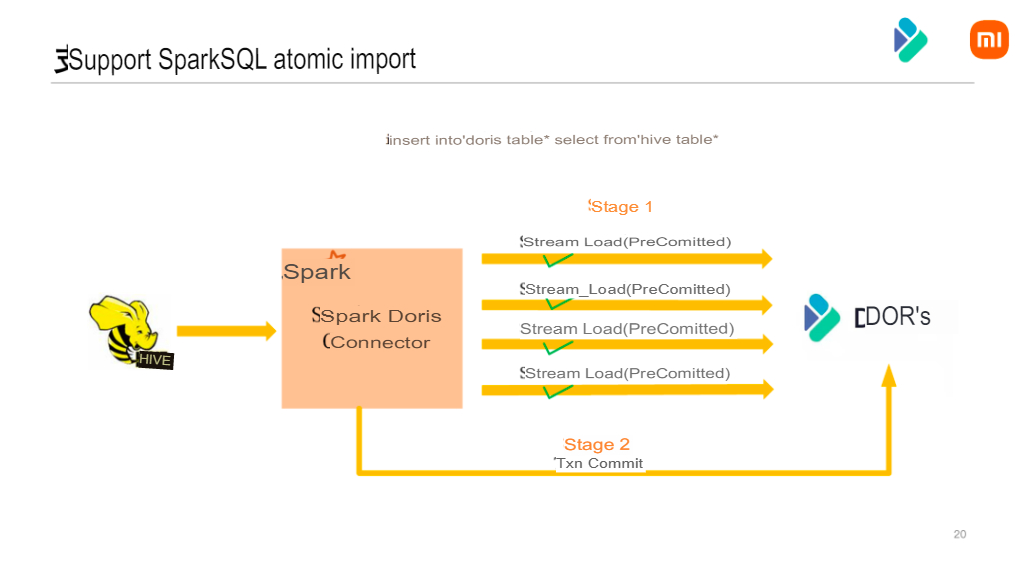 Support SparkSQL atomic import
insert into'doris table* select from'hive table*
Stage 1
Stream Load(PreComitted)
Spark
Stream_Load(PreComitted)
Spark Doris
Connector
DOR's
Stream Load(PreComitted)
HIVE
Stream Load(PreComitted)
Stage 2
Txn Commit
20